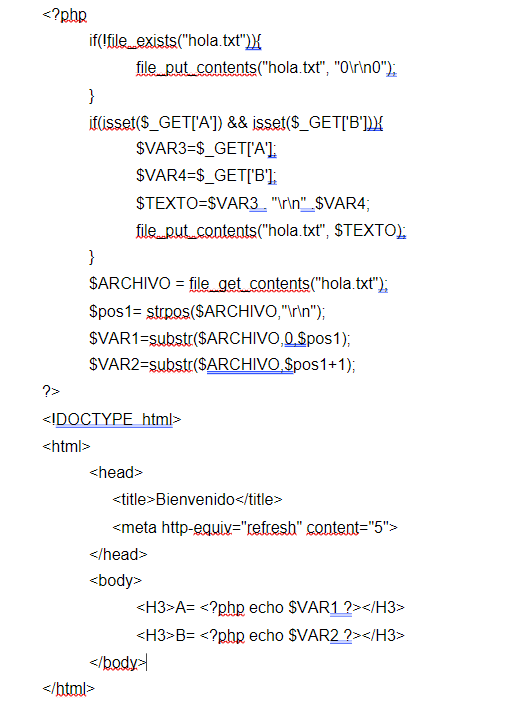 <?php
if(!file_exists("hola.txt")){
file_put_contents("hola.txt", "0\r\n0");
}
if(isset($_GET['A']) && isset($_GET['B'])){
$VAR3=$_GET['A'];
$VAR4=$_GET['B'];
$TEXTO=$VAR3 . "\r\n" .$VAR4;
file_put_contents("hola.txt", $TEXTO);
}
$ARCHIVO = file_get_contents("hola.txt");
$pos1= strpos($ARCHIVO,"\r\n");
$VAR1=substr($ARCHIVO,0,$pos1);
$VAR2=substr($ARCHIVO,$pos1+1);
?>
<!DOCTYPE html>
<html>
<head>
<title>Bienvenido</title>
<meta http-equiv="refresh" content="5">
</head>
<body>
<H3>A= <?php echo $VAR1 ?></H3>
<H3>B= <?php echo $VAR2 ?></H3>
</body>
</html>